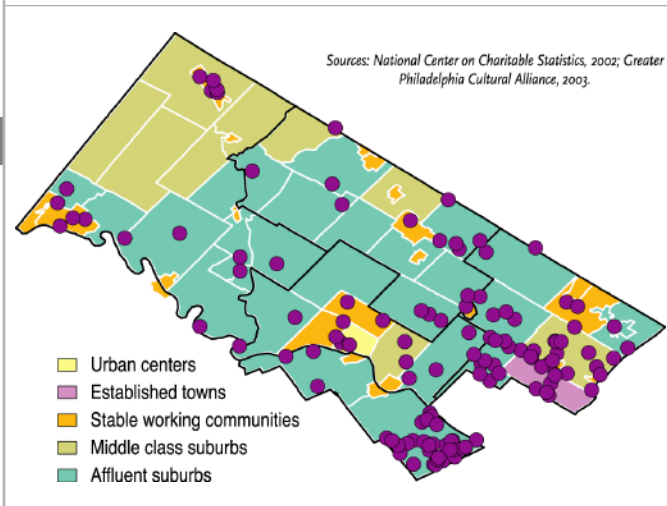 Sources: National Center on Charitable Statistics, 2002; Greater
Philadelphia Cultural Alliance, 2003.
Urban centers
Established towns
Stable working communities
Middle class suburbs
Affluent suburbs